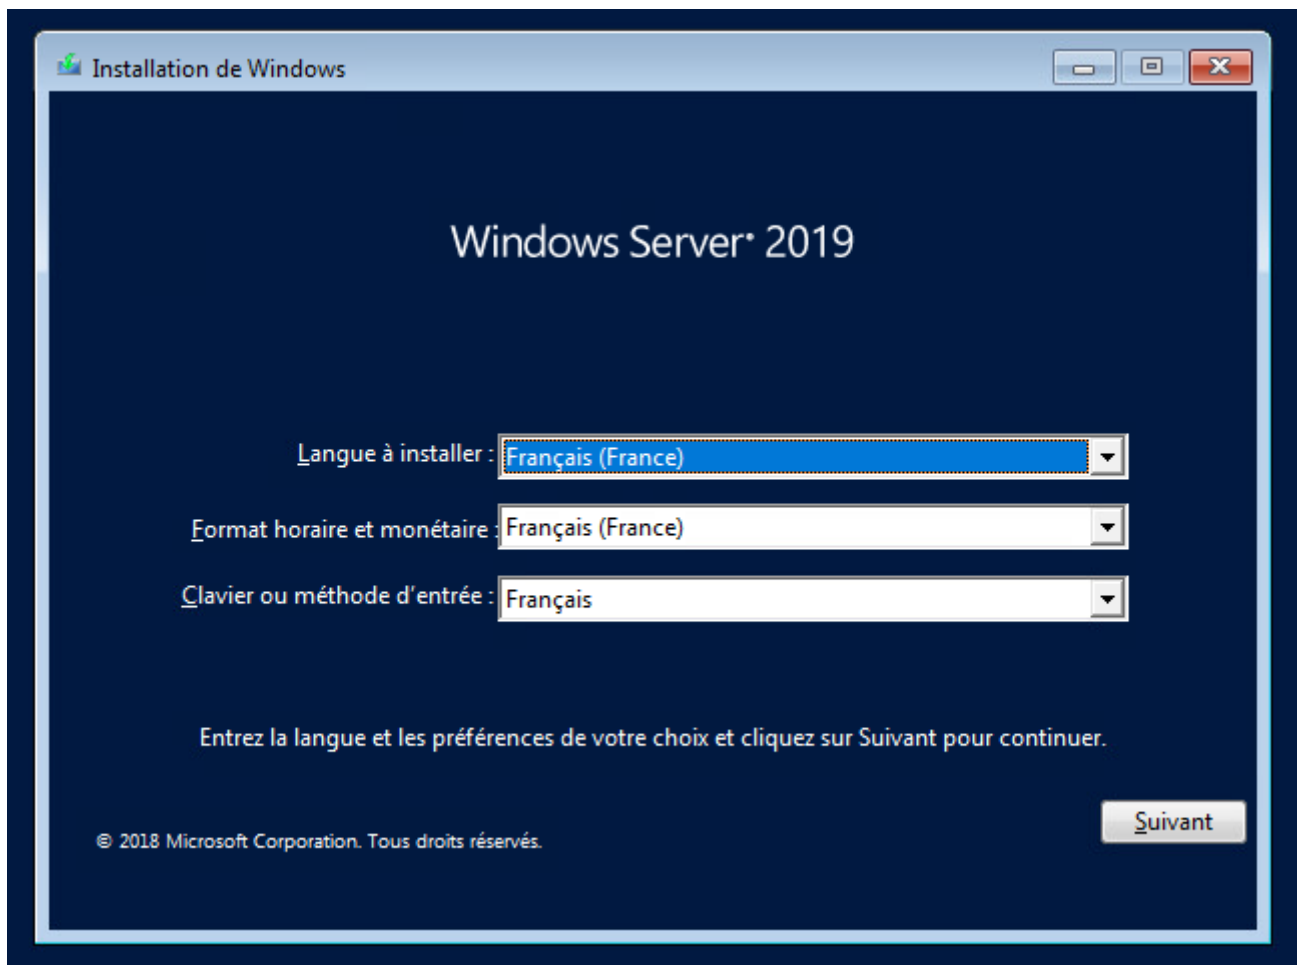 Installation de Windows
Windows Server® 2019
Langue à installer : Français (France)
Format horaire et monétaire : Français (France)
Clavier ou méthode d'entrée : Français
Entrez la langue et les préférences de votre choix et cliquez sur Suivant pour continuer.
Suivant
© 2018 Microsoft Corporation. Tous droits réservés.